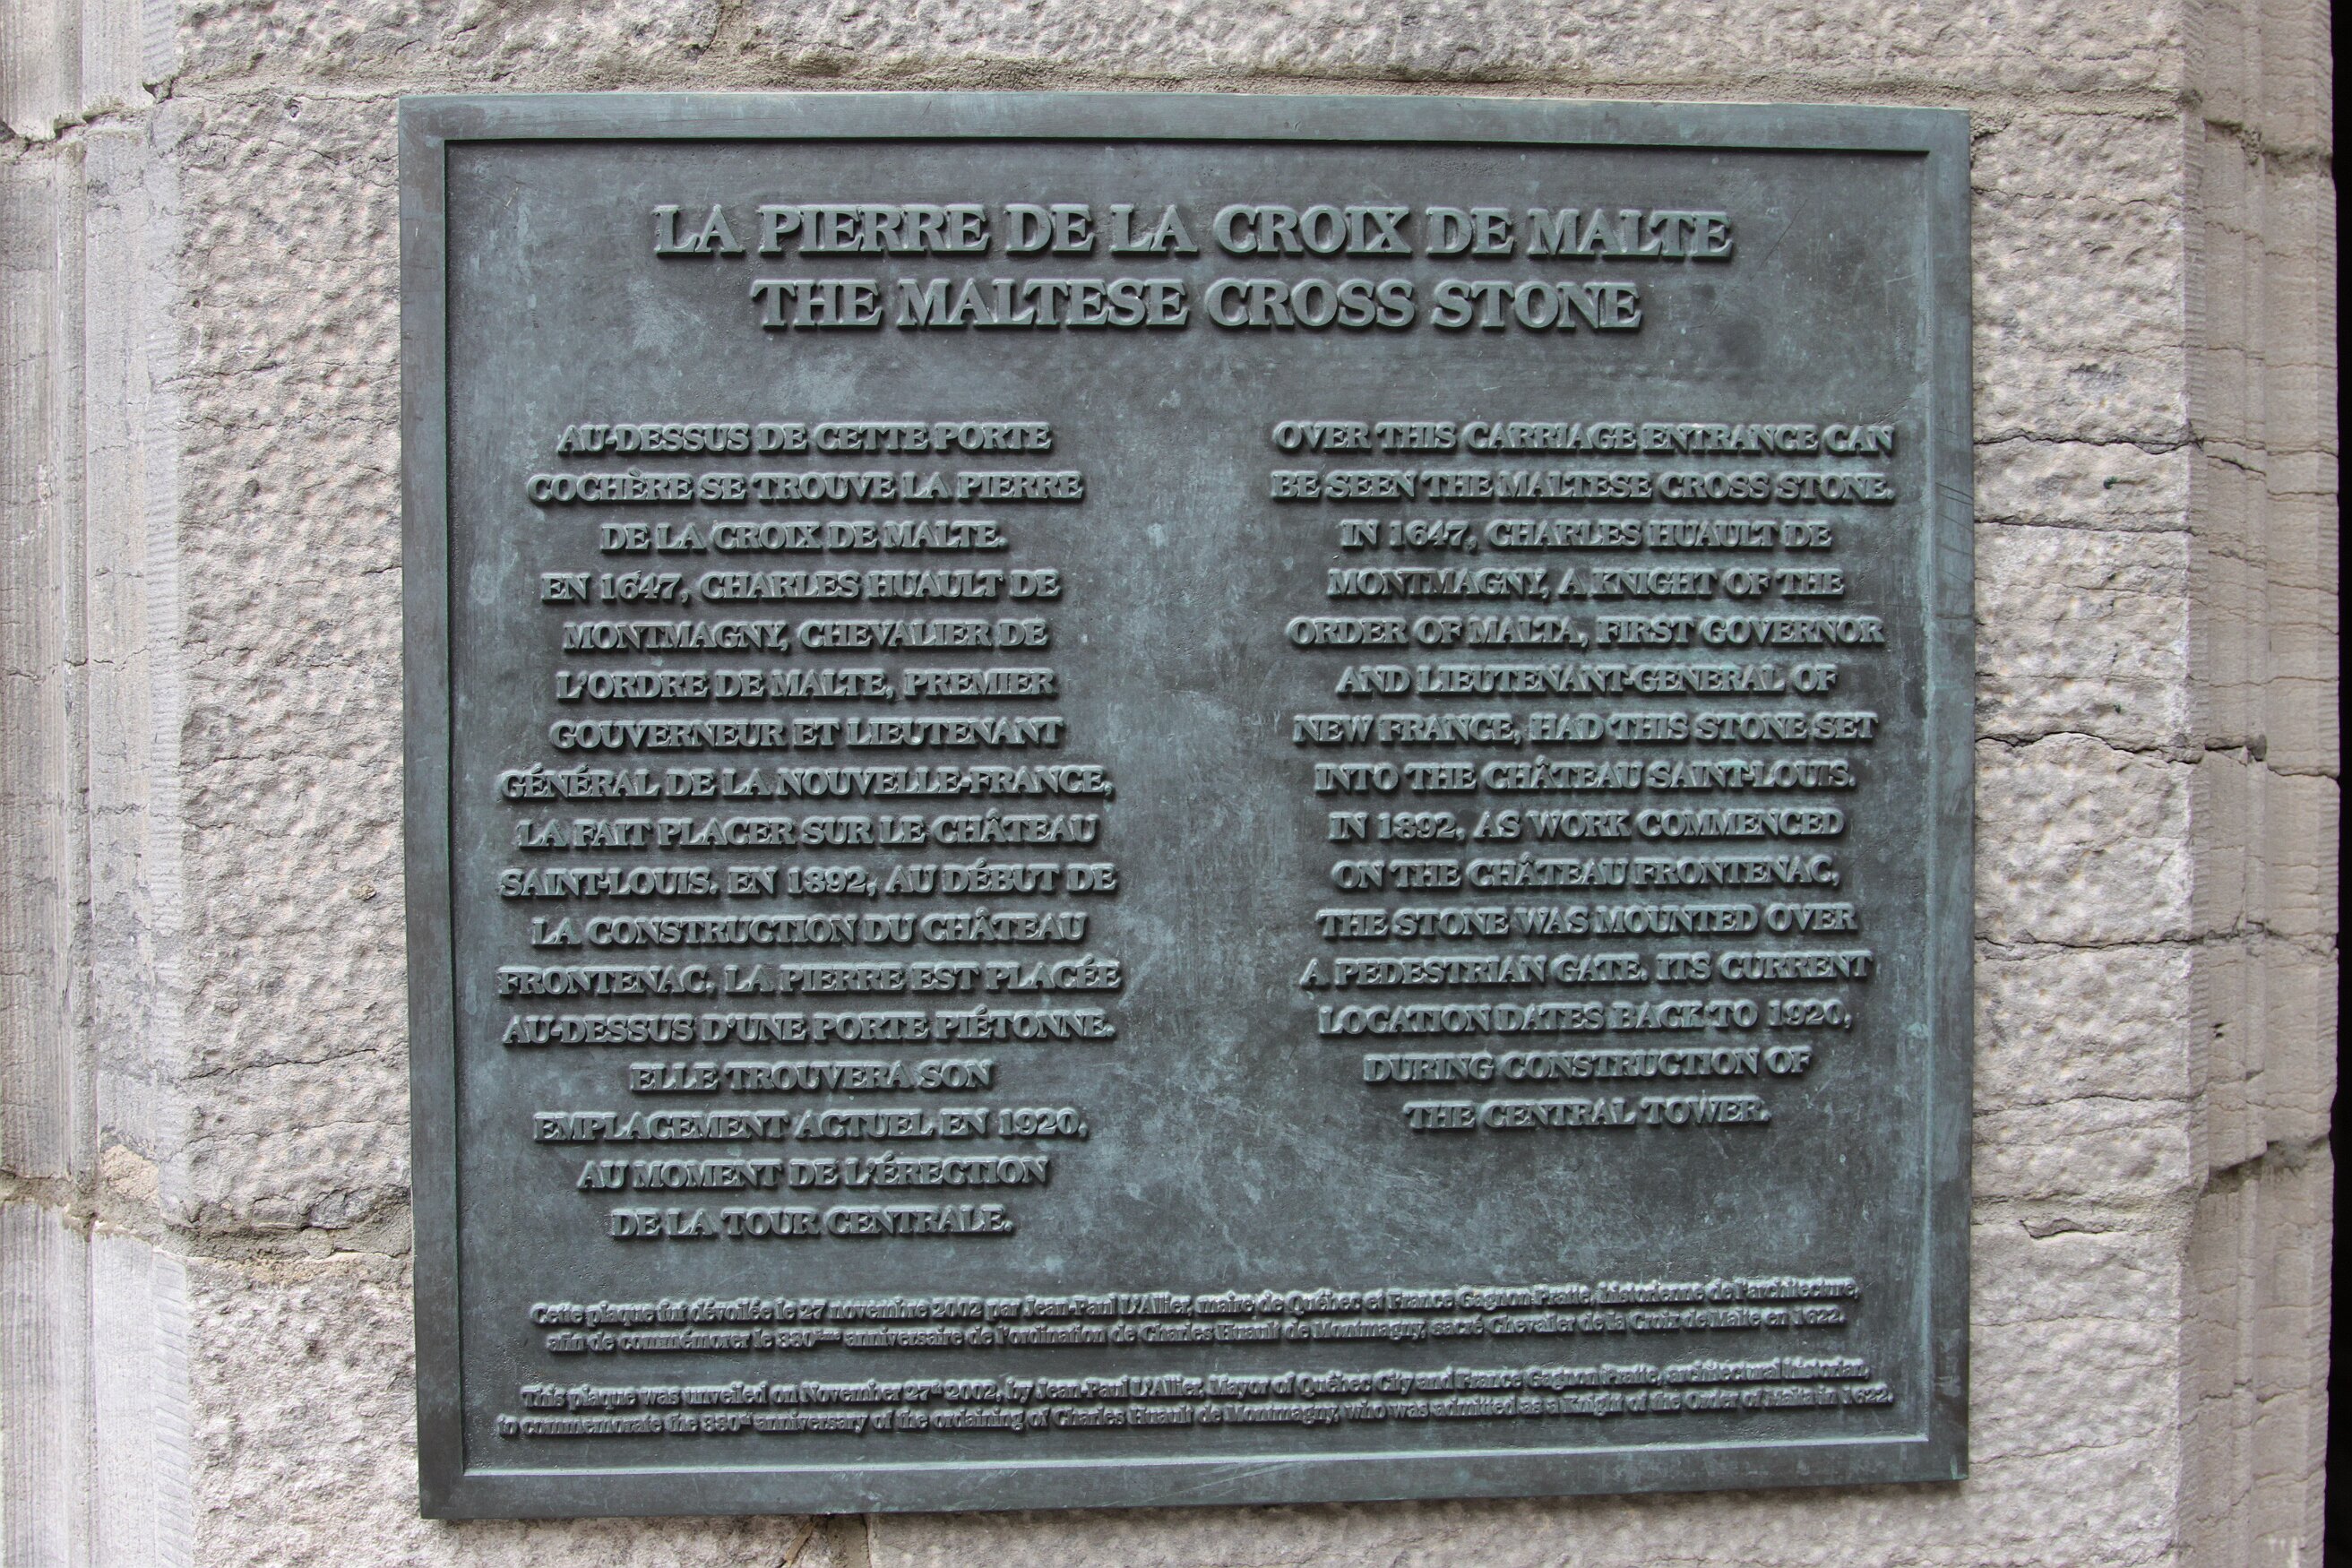 LA PIERRE DE LA CROIX DE MALTE
THE MALTESE CROSS STONE
AU-DESSUS DE CETTE PORTE
COCHÈRE SE TROUVE LA PIERRE
DE LA CROIX DE MALTE.
EN 1647, CHARLES HUAULT DE
MONTMAGNY, CHEVALIER DE
L'ORDRE DE MALTE, PREMIER
GOUVERNEUR ET LIEUTENANT
GÉNÉRAL DE LA NOUVELLE-FRANCE,
LA FAIT PLACER SUR LE CHÂTEAU
SAINT-LOUIS. EN 1892, AU DÉBUT DE
LA CONSTRUCTION DU CHÂTEAU
FRONTENAC, LA PIERRE EST PLACÉE
AU-DESSUS D'UNE PORTE PIÉTONNE.
ELLE TROUVERA SON
EMPLACEMENT ACTUEL EN 1920,
AU MOMENT DE L'ÉRECTION
DE LA TOUR CENTRALE.
OVER THIS CARRIAGE ENTRANCE CAN
BE SEEN THE MALTESE CROSS STONE.
IN 1647, CHARLES HUAULT DE
MONTMAGNY, A KNIGHT OF THE
ORDER OF MALTA, FIRST GOVERNOR
AND LIEUTENANT-GENERAL OF
NEW FRANCE, HAD THIS STONE SET
INTO THE CHÂTEAU SAINT-LOUIS.
IN 1892, AS WORK COMMENCED
ON THE CHÂTEAU FRONTENAC,
THE STONE WAS MOUNTED OVER
A PEDESTRIAN GATE. ITS CURRENT
LOCATION DATES BACK TO 1920,
DURING CONSTRUCTION OF
THE CENTRAL TOWER.
Cette plaque fut dévoilée le 27 novembre 2002 par Jean-Paul L'Allier, maire de Québec et France Gagnon-Pratte, historienne de l'architecture,
afin de commémorer le 380ième anniversaire de l'ordination de Charles Huault de Montmagny, sacré Chevalier de la Croix de Malte en 1622.
This plaque was unveiled on November 27th 2002, by Jean-Paul L'Allier, Mayor of Québec City and France Gagnon Pratte, architectural historian,
to commemorate the 380th anniversary of the ordaining of Charles Huault de Montmagny, who was admitted as a Knight of the Order of Malta in 1622.